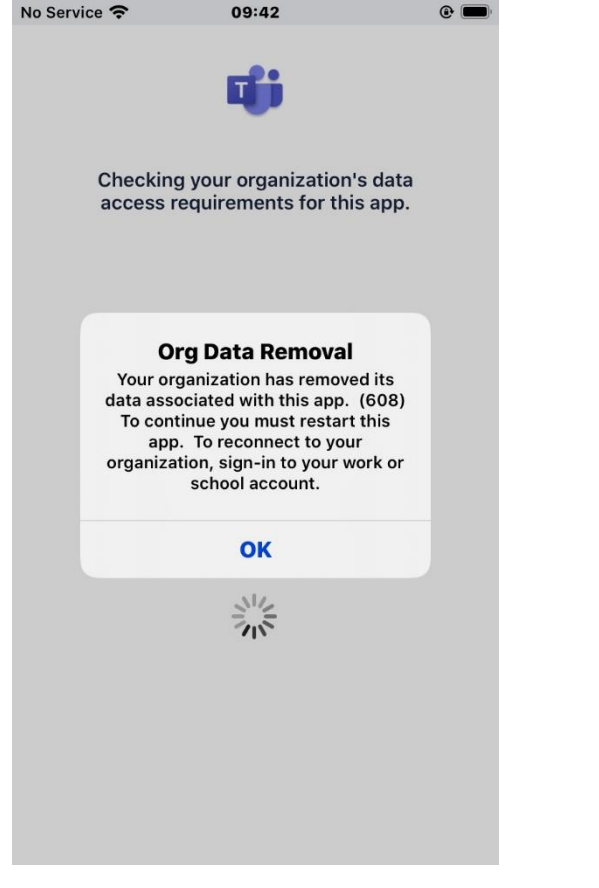 No Service 09:42
T
Checking your organization's data
access requirements for this app.
Org Data Removal
Your organization has removed its
data associated with this app.  (608)
To continue you must restart this
app.  To reconnect to your
organization, sign-in to your work or
school account.
OK